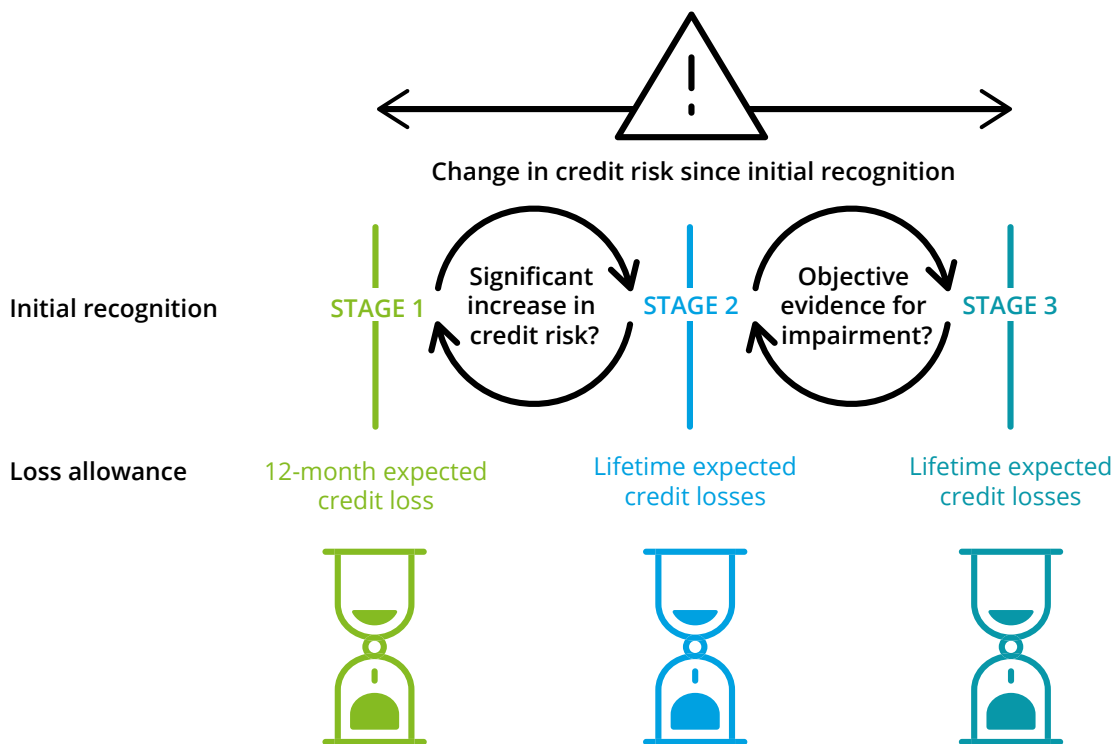 Change in credit risk since initial recognition
Initial recognition
STAGE 1
Significant
increase in
credit risk?
STAGE 2
Objective
evidence for
impairment?
STAGE 3
Loss allowance
12-month expected
credit loss
Lifetime expected
credit losses
Lifetime expected
credit losses